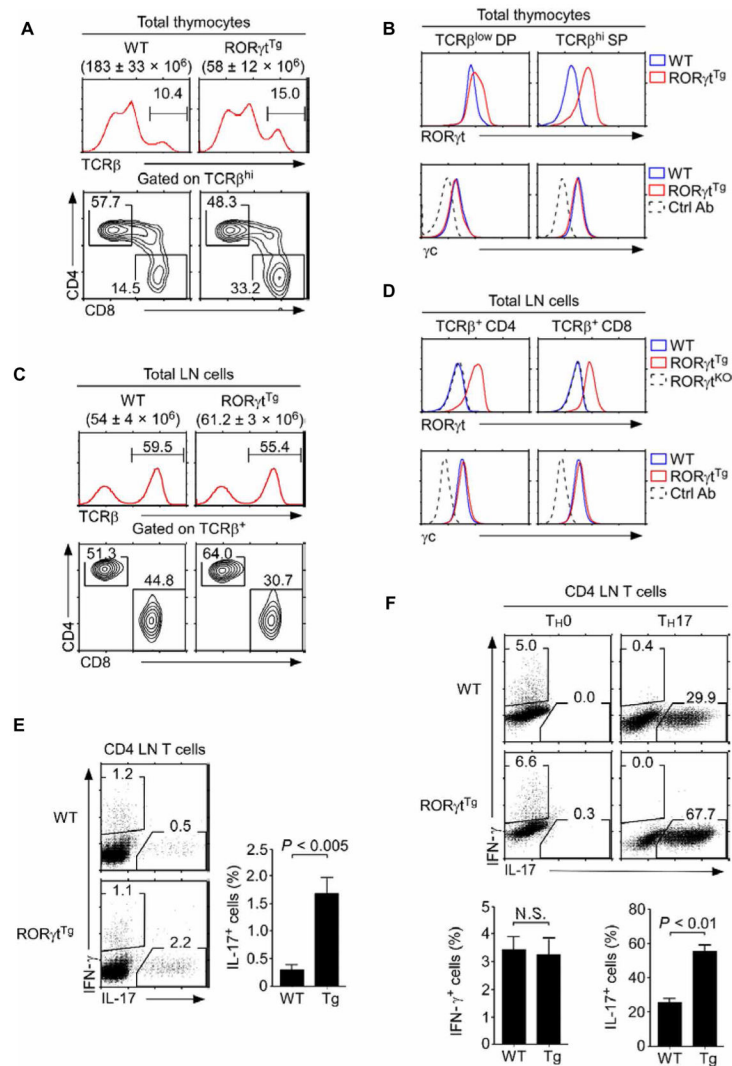 A
Total thymocytes
WT
RORγt^Tg
(183 ± 33 × 10⁶)
(58 ± 12 × 10⁶)
10.4
15.0
TCRβ
Gated on TCRβ^hi
57.7
48.3
14.5
33.2
CD4
CD8
B
Total thymocytes
TCRβ^low DP
TCRβ^hi SP
WT
RORγt^Tg
RORγt
WT
RORγt^Tg
Ctrl Ab
γc
C
Total LN cells
WT
RORγt^Tg
(54 ± 4 × 10⁶)
(61.2 ± 3 × 10⁶)
59.5
55.4
TCRβ
Gated on TCRβ⁺
51.3
64.0
44.8
30.7
CD4
CD8
D
Total LN cells
TCRβ⁺ CD4
TCRβ⁺ CD8
WT
RORγt^Tg
RORγt^KO
RORγt
WT
RORγt^Tg
Ctrl Ab
γc
E
CD4 LN T cells
WT
1.2
0.5
RORγt^Tg
1.1
2.2
IFN-γ
IL-17
P < 0.005
IL-17⁺ cells (%)
2.5
2.0
1.5
1.0
0.5
0
WT
Tg
F
CD4 LN T cells
TH0
TH17
WT
5.0
0.4
0.0
29.9
RORγt^Tg
6.6
0.0
0.3
67.7
IFN-γ
IL-17
N.S.
IFN-γ⁺ cells (%)
5
4
3
2
1
0
WT
Tg
P < 0.01
IL-17⁺ cells (%)
80
60
40
20
0
WT
Tg